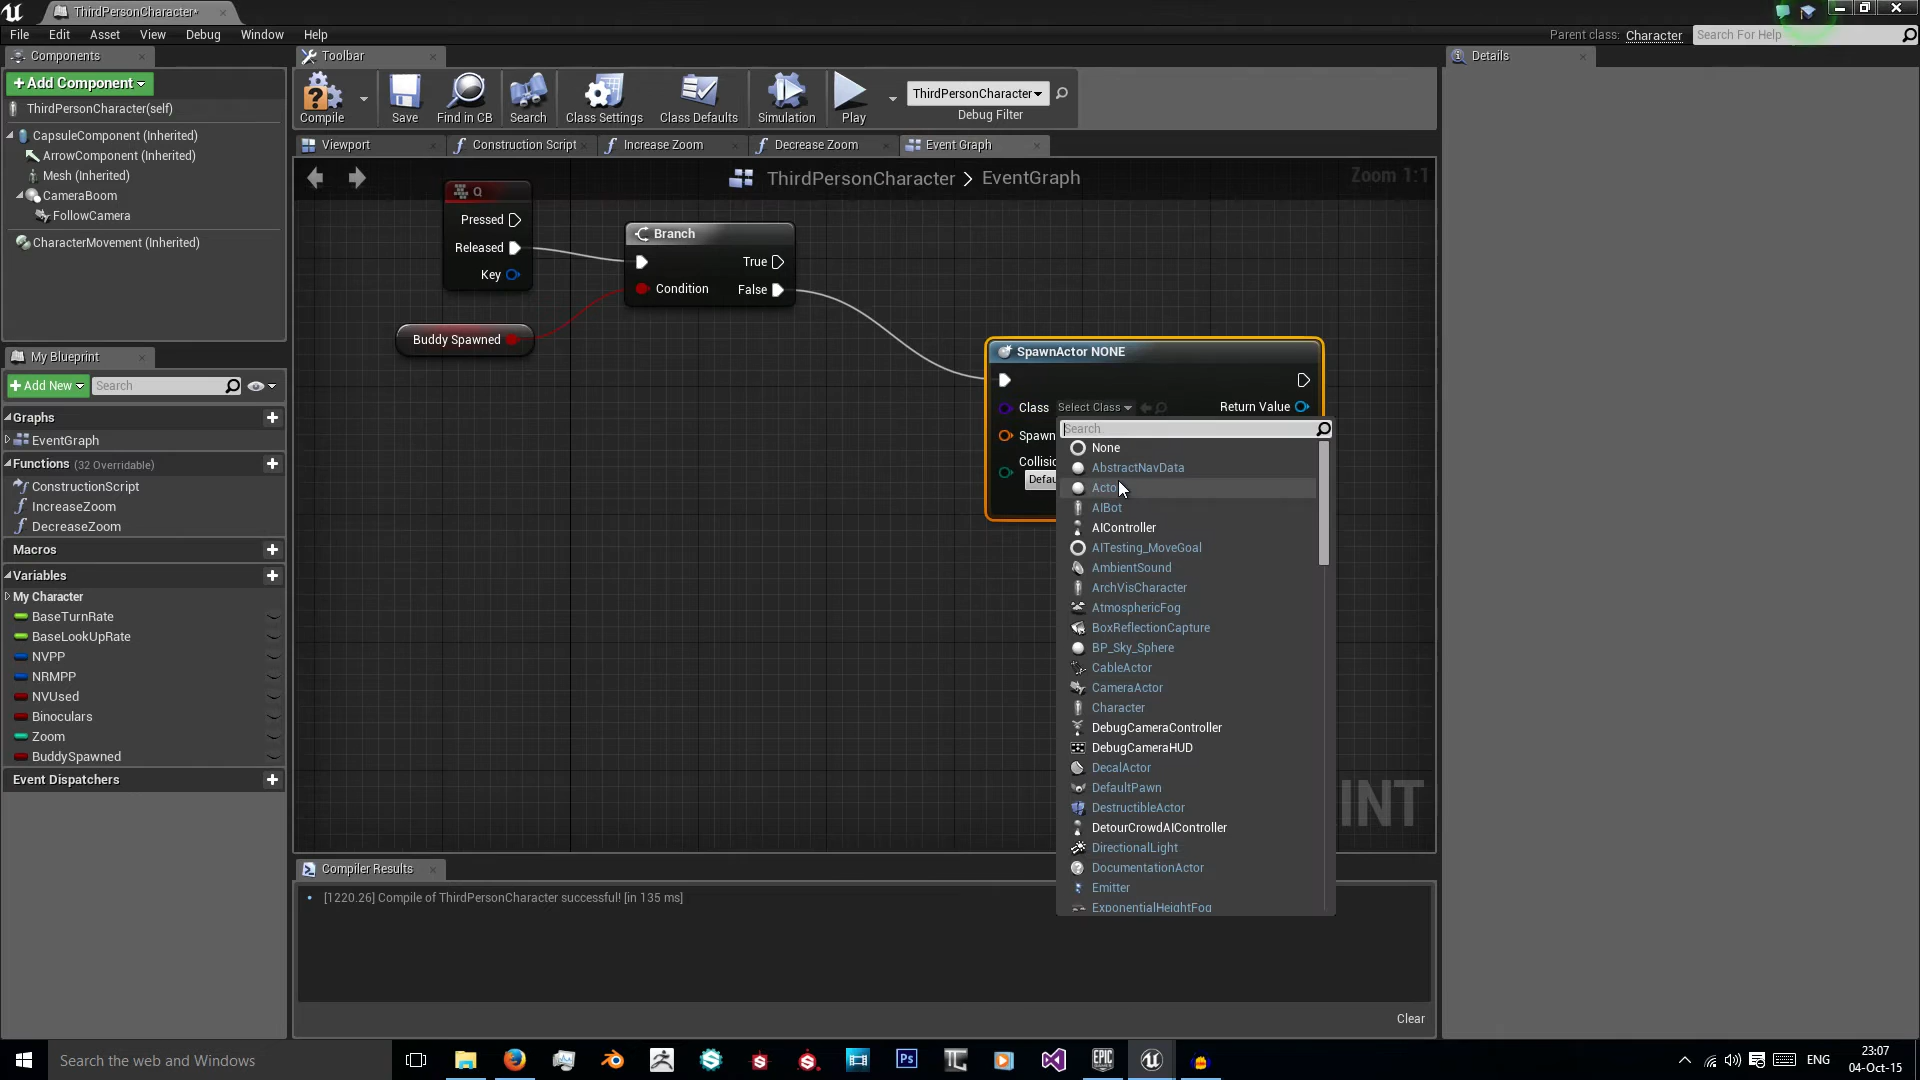 ThirdPersonCharacter*
File Edit Asset View Debug Window Help
Parent class: Character Search For Help
Components
Add Component
ThirdPersonCharacter(self)
CapsuleComponent (Inherited)
ArrowComponent (Inherited)
Mesh (Inherited)
CameraBoom
FollowCamera
CharacterMovement (Inherited)
My Blueprint
Add New Search
Graphs
EventGraph
Functions (32 Overridable)
ConstructionScript
IncreaseZoom
DecreaseZoom
Macros
Variables
My Character
BaseTurnRate
BaseLookUpRate
NVPP
NRMPP
NVUsed
Binoculars
Zoom
BuddySpawned
Event Dispatchers
Toolbar
Compile Save Find in CB Search Class Settings Class Defaults Simulation Play
ThirdPersonCharacter
Debug Filter
Viewport Construction Script Increase Zoom Decrease Zoom Event Graph
ThirdPersonCharacter > EventGraph
Zoom 1:1
Q
Pressed
Released
Key
Buddy Spawned
Branch
True
Condition False
SpawnActor NONE
Class Select Class Return Value
Spawn
Collisio
Defau
Search
None
AbstractNavData
Acto
AIBot
AIController
AITesting_MoveGoal
AmbientSound
ArchVisCharacter
AtmosphericFog
BoxReflectionCapture
BP_Sky_Sphere
CableActor
CameraActor
Character
DebugCameraController
DebugCameraHUD
DecalActor
DefaultPawn
DestructibleActor
DetourCrowdAIController
DirectionalLight
DocumentationActor
Emitter
ExponentialHeightFog
INT
Compiler Results
[1220.26] Compile of ThirdPersonCharacter successful! [in 135 ms]
Clear
Details
Search the web and Windows
Ps
EPIC GAMES
ENG
23:07
04-Oct-15